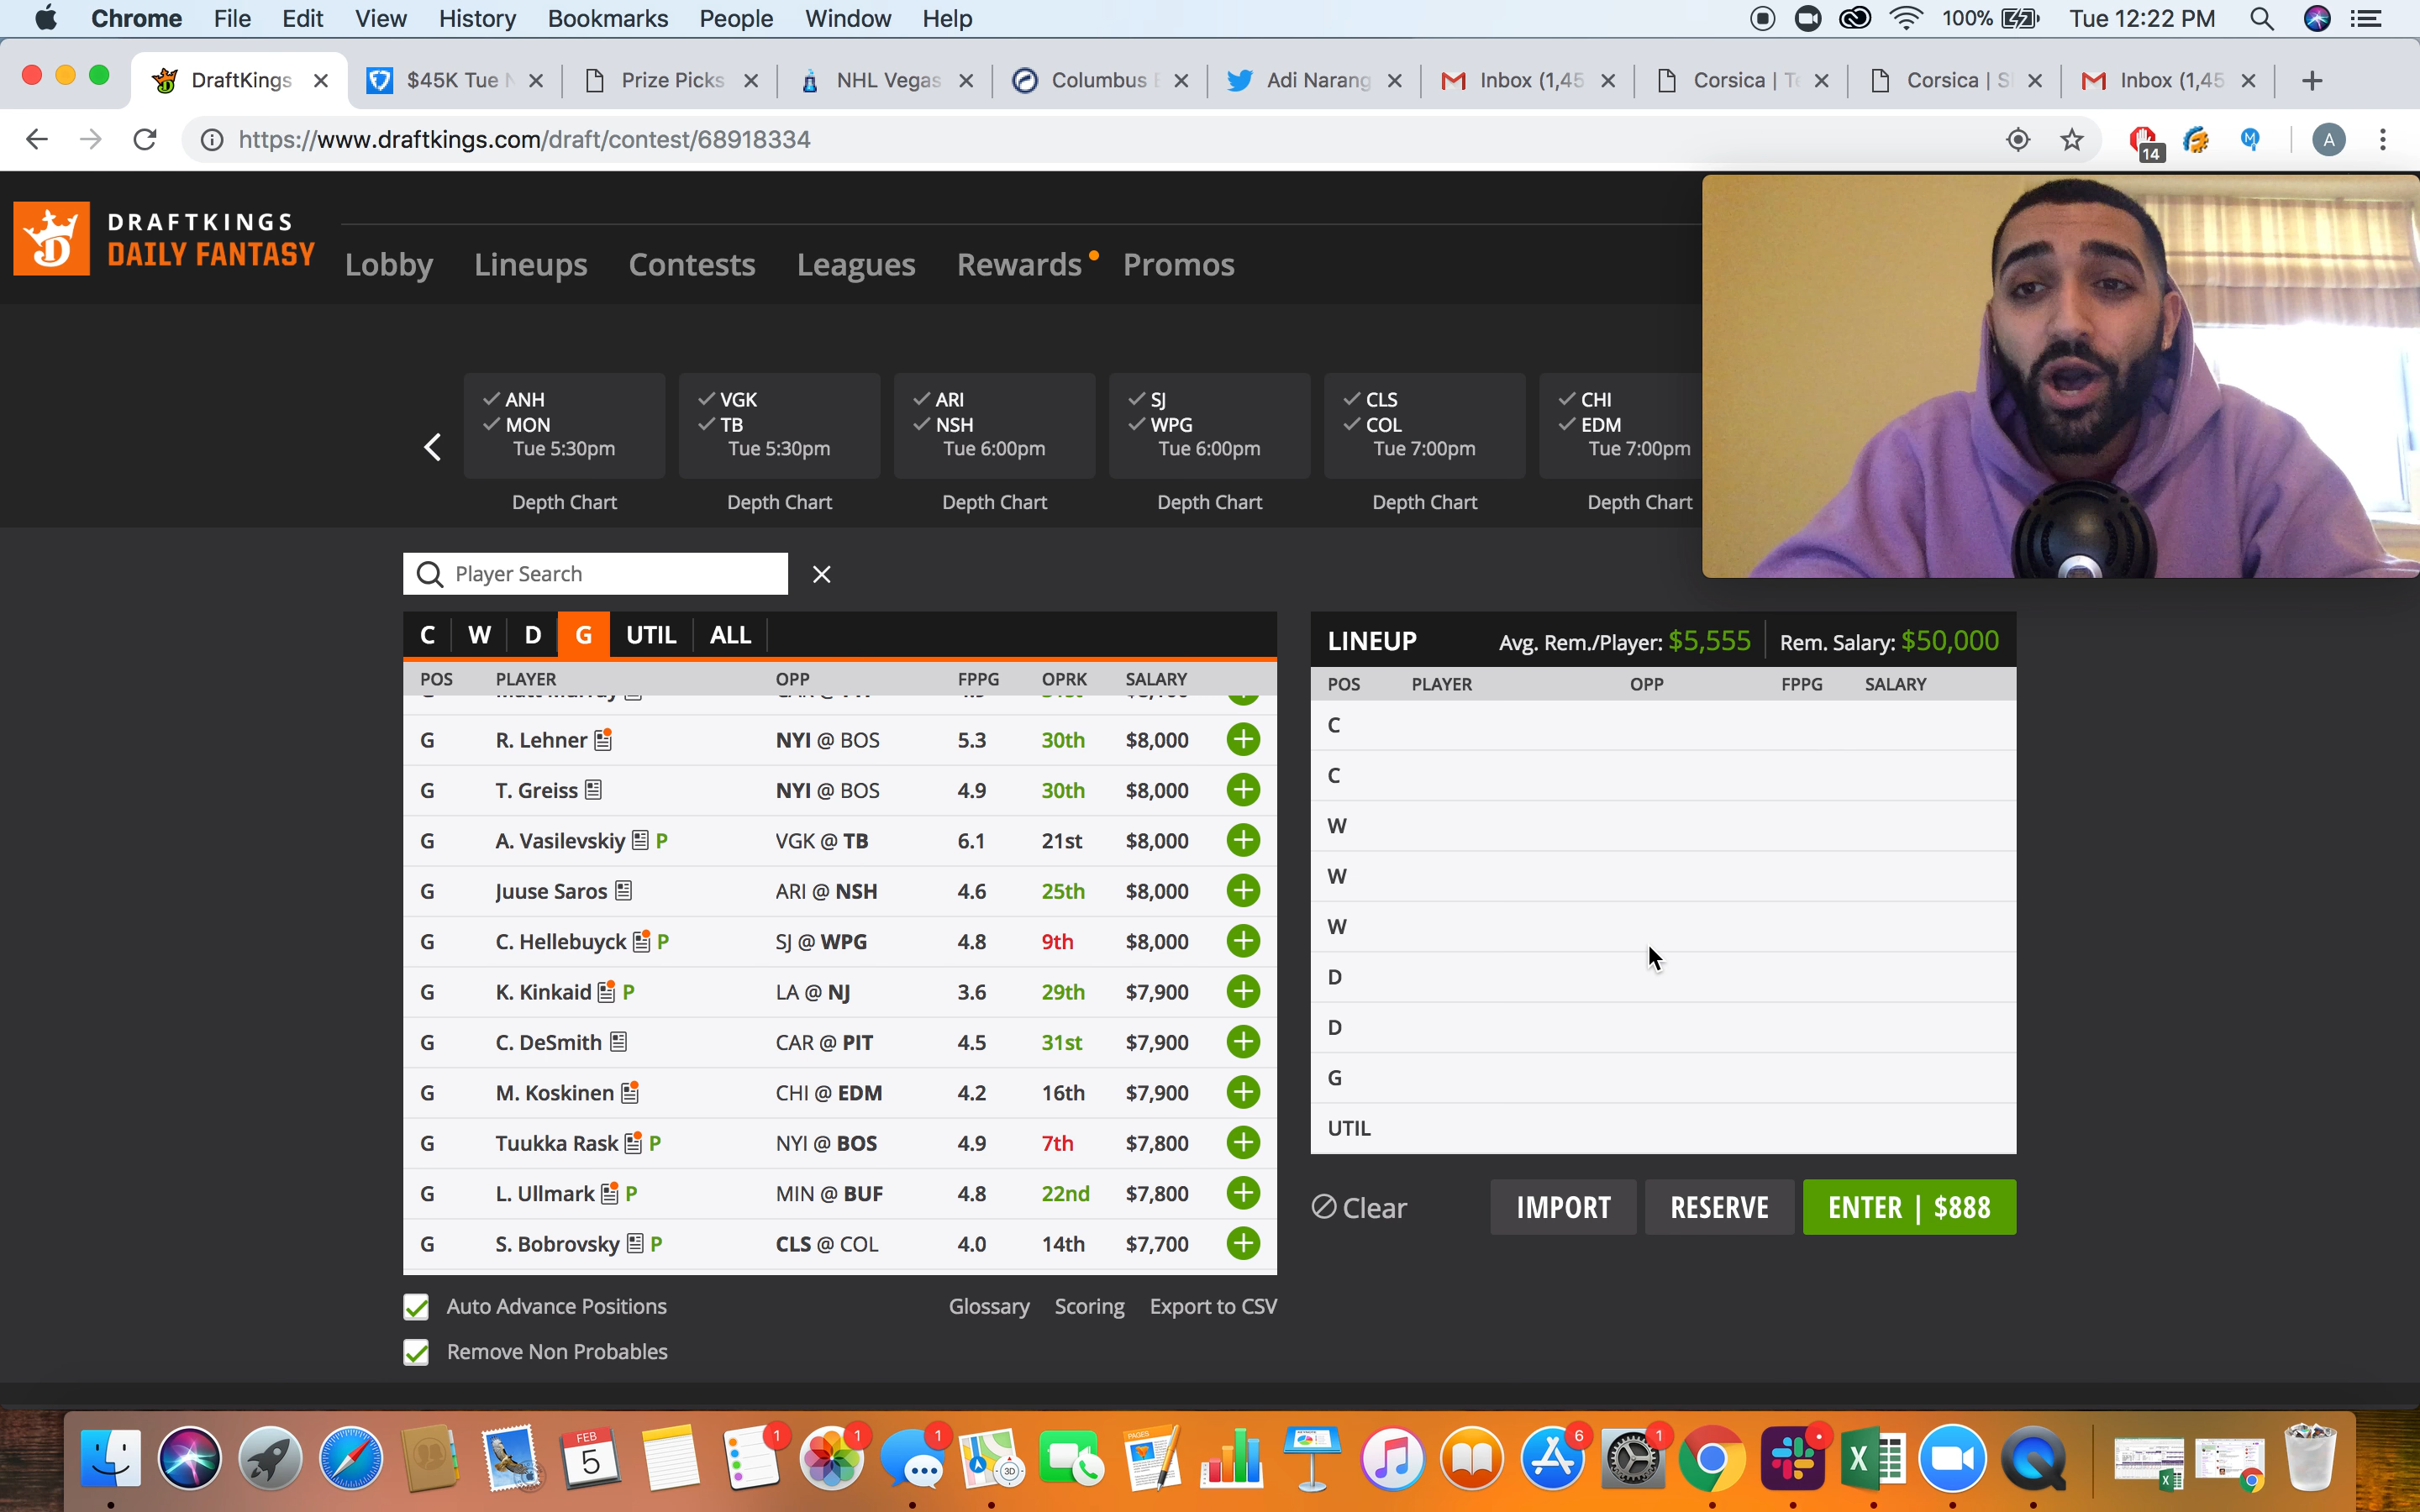 Chrome File Edit View History Bookmarks People Window Help 100% Tue 12:22 PM
DraftKings $45K Tue N Prize Picks NHL Vegas Columbus Adi Narang Inbox (1,45 Corsica | Te Corsica | S Inbox (1,45
https://www.draftkings.com/draft/contest/68918334 14 A
DRAFTKINGS
DAILY FANTASY
Lobby Lineups Contests Leagues Rewards Promos
ANH VGK ARI SJ CLS CHI
MON TB NSH WPG COL EDM
Tue 5:30pm Tue 5:30pm Tue 6:00pm Tue 6:00pm Tue 7:00pm Tue 7:00pm
Depth Chart Depth Chart Depth Chart Depth Chart Depth Chart Depth Chart
Player Search
C W D G UTIL ALL
POS PLAYER OPP FPPG OPRK SALARY
G R. Lehner NYI @ BOS 5.3 30th $8,000
G T. Greiss NYI @ BOS 4.9 30th $8,000
G A. Vasilevskiy P VGK @ TB 6.1 21st $8,000
G Juuse Saros ARI @ NSH 4.6 25th $8,000
G C. Hellebuyck P SJ @ WPG 4.8 9th $8,000
G K. Kinkaid P LA @ NJ 3.6 29th $7,900
G C. DeSmith CAR @ PIT 4.5 31st $7,900
G M. Koskinen CHI @ EDM 4.2 16th $7,900
G Tuukka Rask P NYI @ BOS 4.9 7th $7,800
G L. Ullmark P MIN @ BUF 4.8 22nd $7,800
G S. Bobrovsky P CLS @ COL 4.0 14th $7,700
Auto Advance Positions Glossary Scoring Export to CSV
Remove Non Probables
LINEUP Avg. Rem./Player: $5,555 Rem. Salary: $50,000
POS PLAYER OPP FPPG SALARY
C
C
W
W
W
D
D
G
UTIL
Clear IMPORT RESERVE ENTER | $888
FEB
5
1 1 1 3D PAGES 6 1